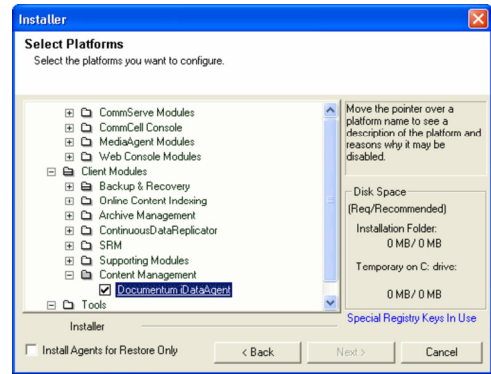 Installer
Select Platforms
Select the platforms you want to configure.
CommServe Modules
CommCell Console
MediaAgent Modules
Web Console Modules
Client Modules
Backup & Recovery
Online Content Indexing
Archive Management
ContinuousDataReplicator
SRM
Supporting Modules
Content Management
Documentum iDataAgent
Tools
Move the pointer over a
platform name to see a
description of the platform and
reasons why it may be
disabled.
Disk Space
(Req/Recommended)
Installation Folder:
0 MB/ 0 MB
Temporary on C: drive:
0 MB/ 0 MB
Special Registry Keys In Use
Installer
Install Agents for Restore Only
< Back
Next >
Cancel